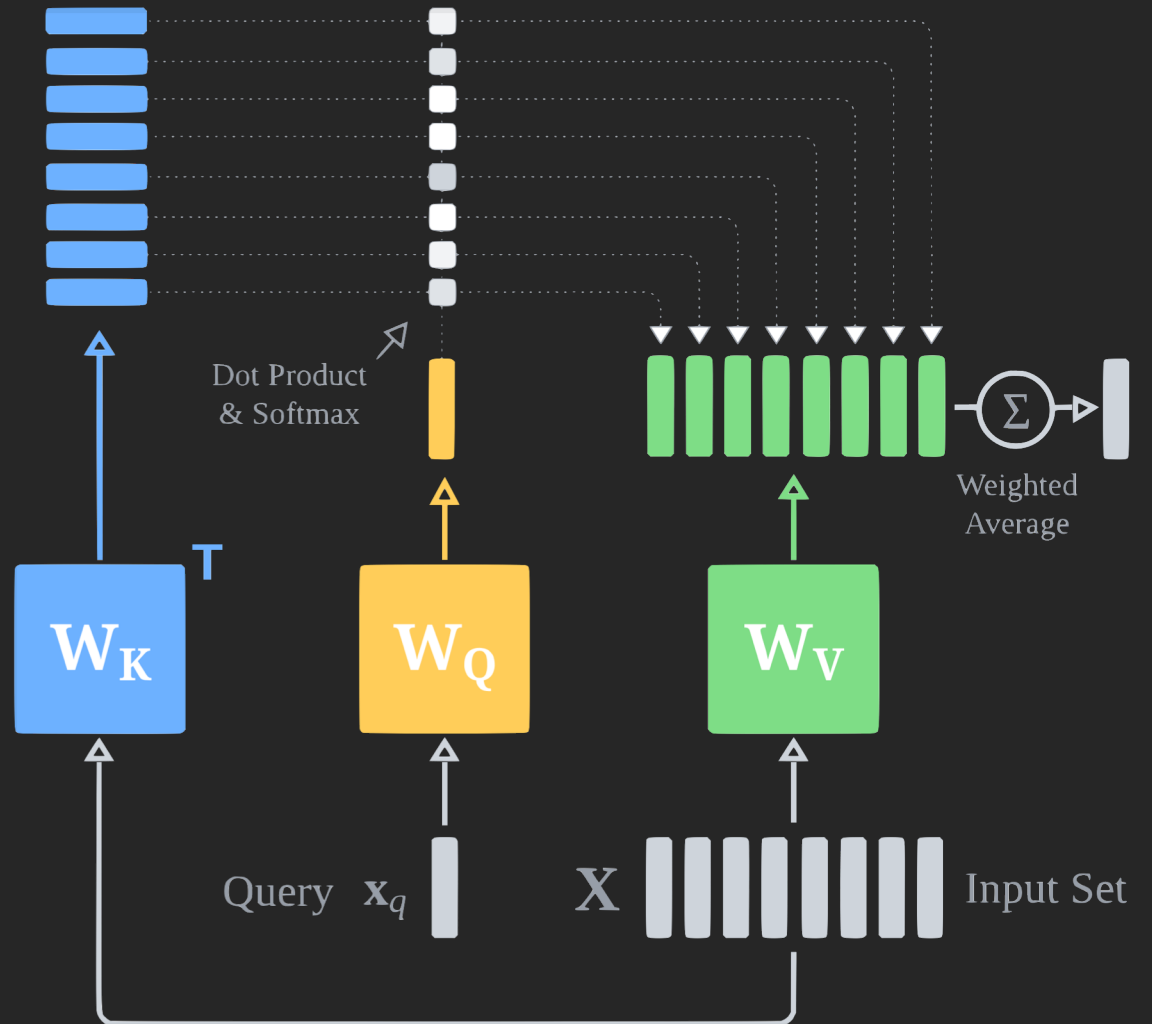 Dot Product
& Softmax
Σ
Weighted
Average
T
W_K
W_Q
W_V
Query x_q
X
Input Set